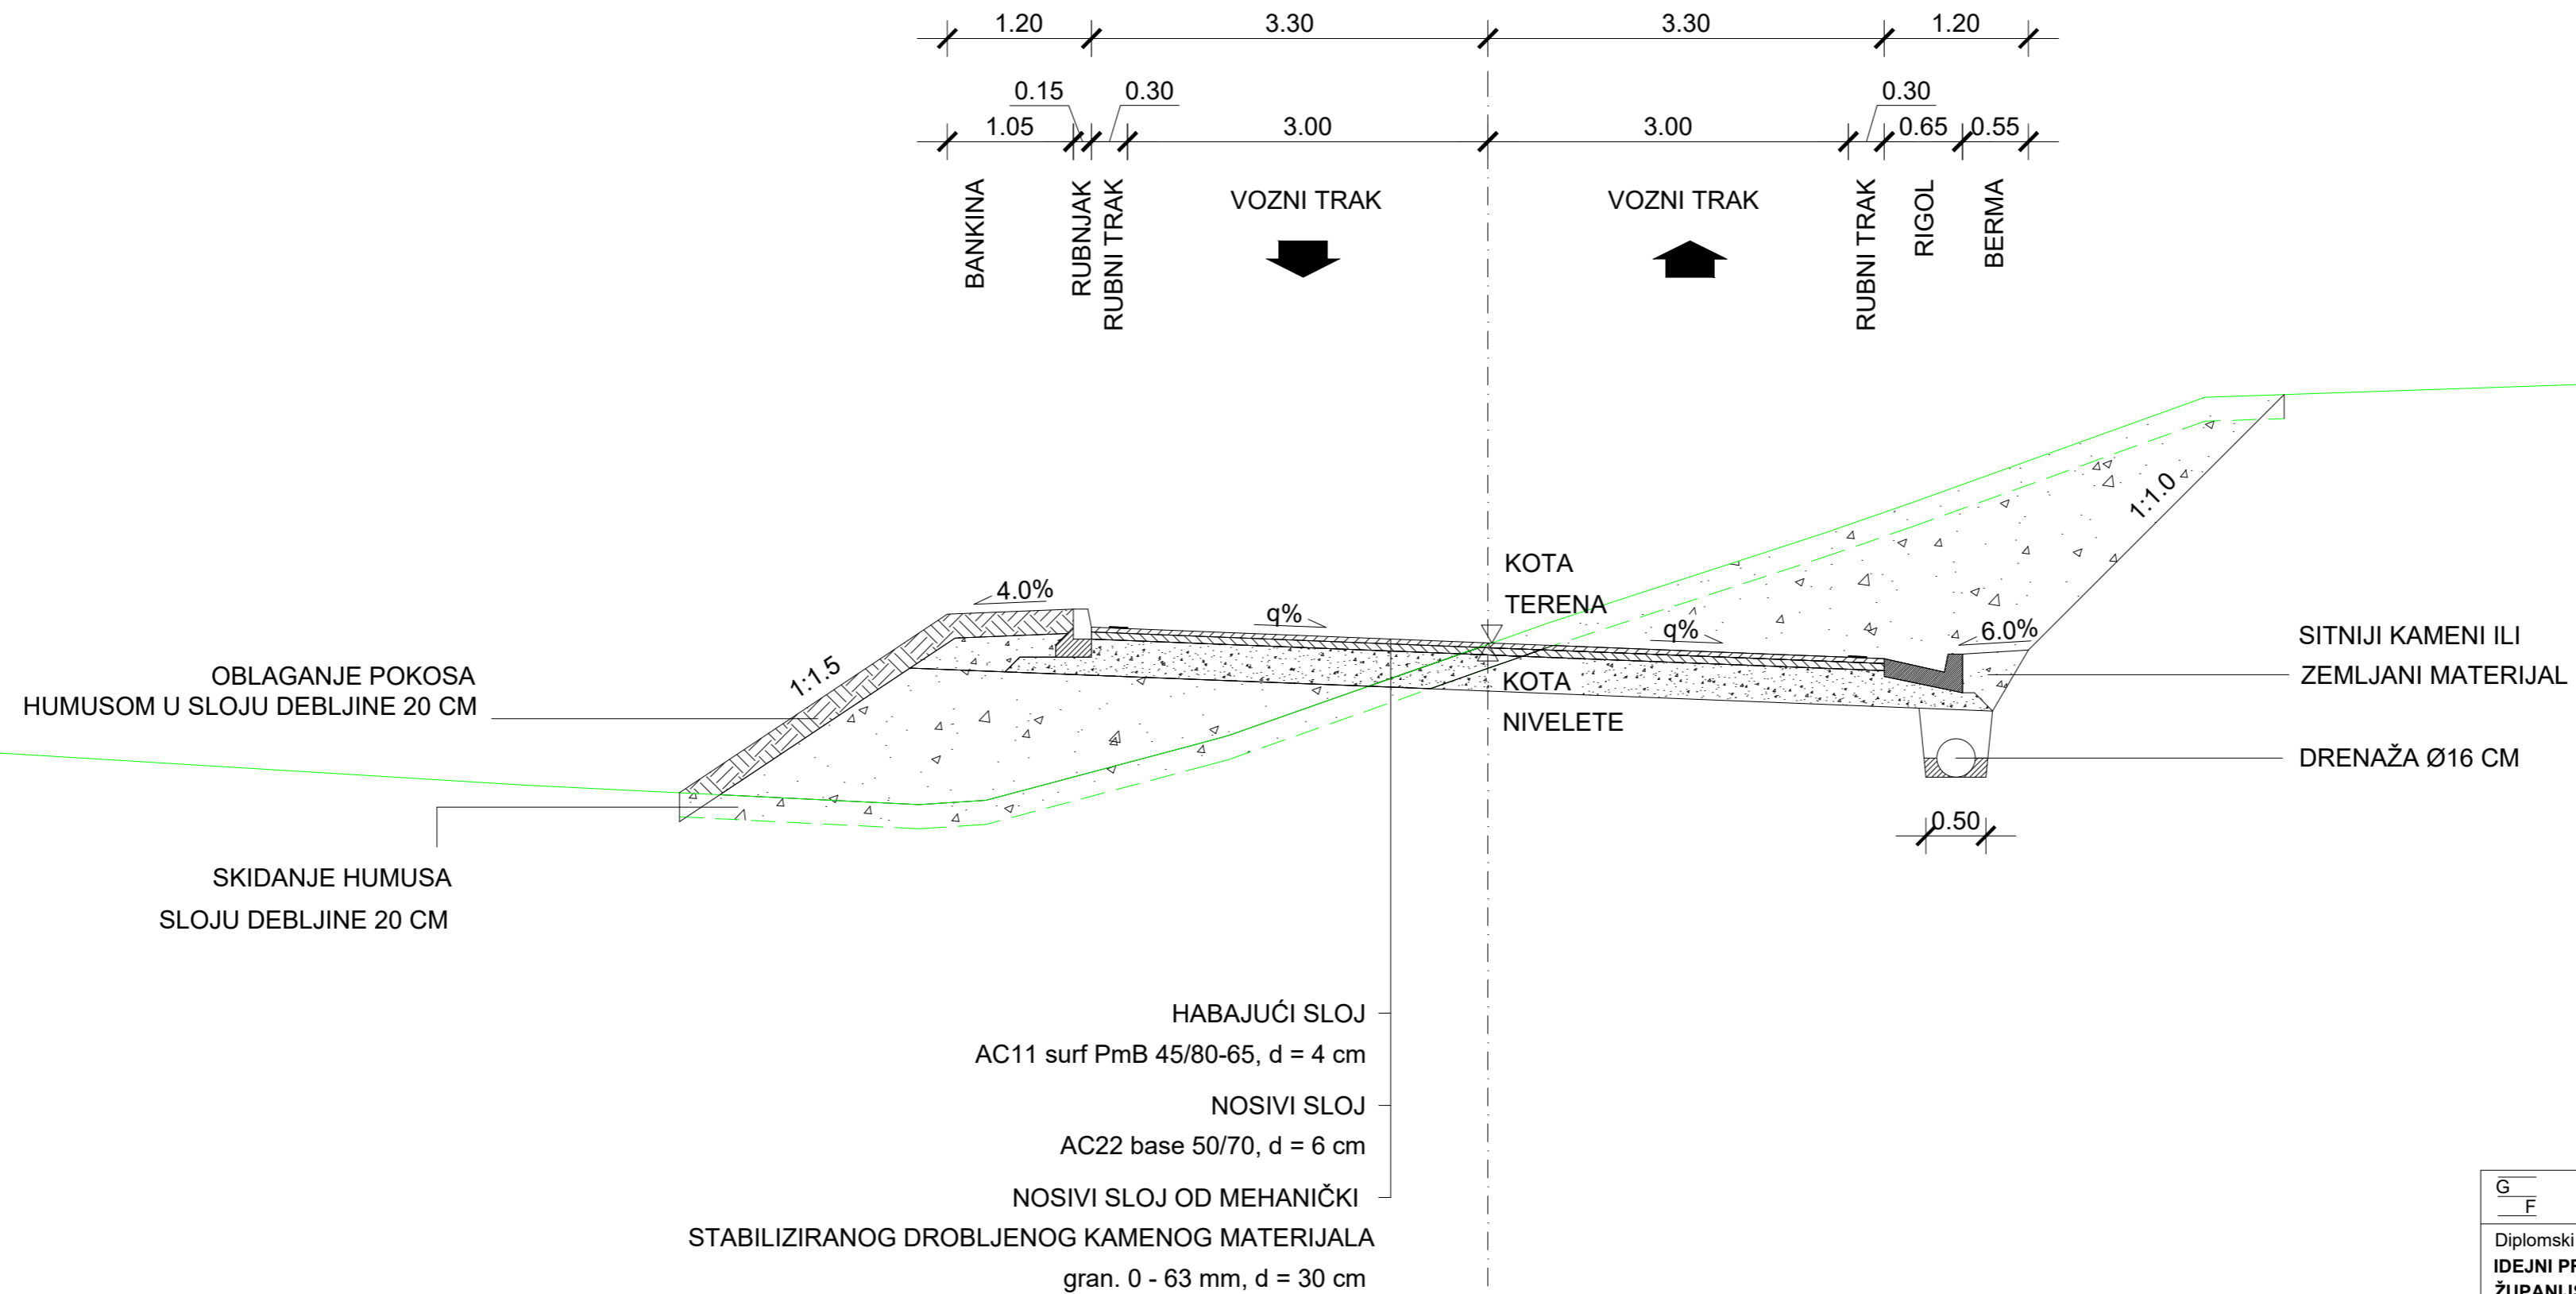 1.20
3.30
3.30
1.20
0.15
0.30
0.30
1.05
3.00
3.00
0.65
0.55
BANKINA
RUBNJAK
RUBNI TRAK
VOZNI TRAK
VOZNI TRAK
RUBNI TRAK
RIGOL
BERMA
KOTA
TERENA
4.0%
q%
q%
6.0%
1:1.5
1:1.0
KOTA
NIVELETE
OBLAGANJE POKOSA
HUMUSOM U SLOJU DEBLJINE 20 CM
SITNIJI KAMENI ILI
ZEMLJANI MATERIJAL
DRENAŽA Ø16 CM
0.50
SKIDANJE HUMUSA
SLOJU DEBLJINE 20 CM
HABAJUĆI SLOJ
AC11 surf PmB 45/80-65, d = 4 cm
NOSIVI SLOJ
AC22 base 50/70, d = 6 cm
NOSIVI SLOJ OD MEHANIČKI
STABILIZIRANOG DROBLJENOG KAMENOG MATERIJALA
gran. 0 - 63 mm, d = 30 cm
G
F
Diplomski
IDEJNI